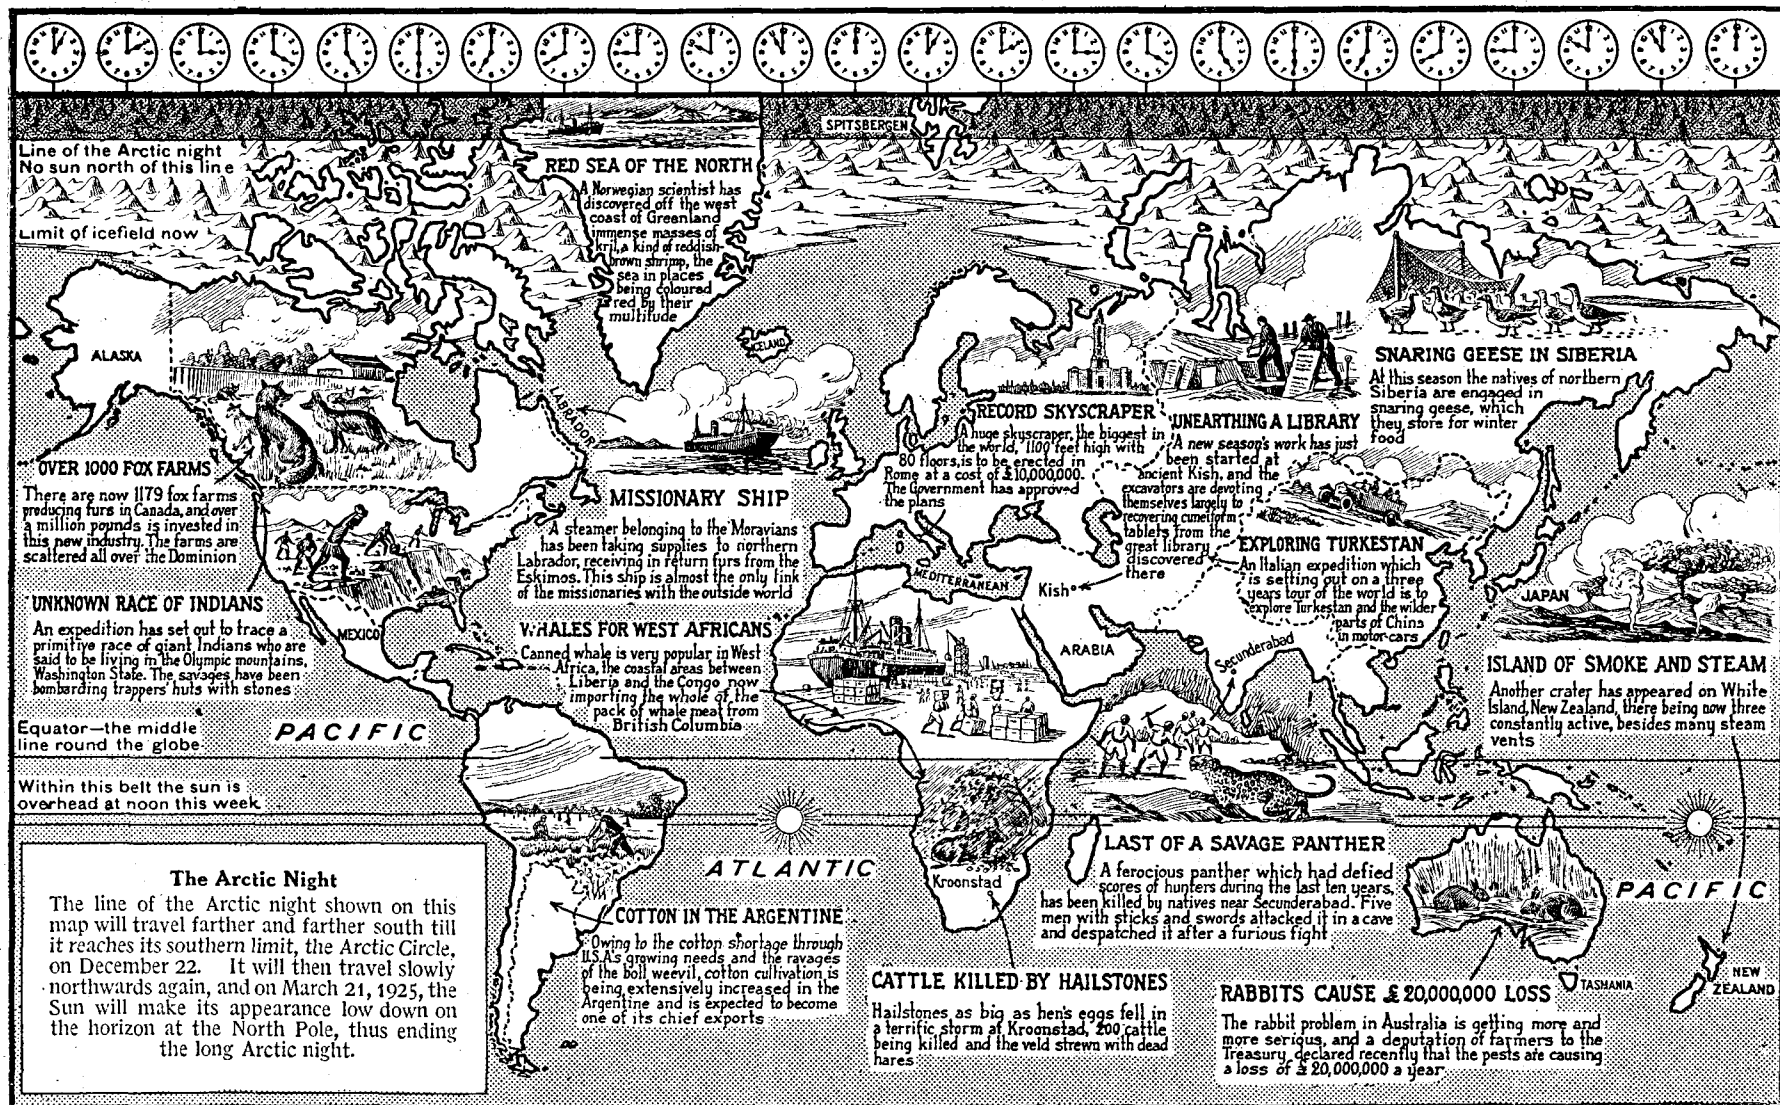 SPITSBERGEN
Line of the Arctic night
No sun north of this line
Limit of icefield now
RED SEA OF THE NORTH
A Norwegian scientist has
discovered off the west
coast of Greenland
immense masses of
kril, a kind of reddish-
brown shrimp, the
sea in places
being coloured
red by their
multitude
ICELAND
ALASKA
LABRADOR
OVER 1000 FOX FARMS
There are now 1179 fox farms
producing furs in Canada, and over
a million pounds is invested in
this new industry. The farms are
scattered all over the Dominion
MISSIONARY SHIP
A steamer belonging to the Moravians
has been taking supplies to northern
Labrador, receiving in return furs from the
Eskimos. This ship is almost the only link
of the missionaries with the outside world
RECORD SKYSCRAPER
A huge skyscraper, the biggest in
the world, 1100 feet high with
80 floors, is to be erected in
Rome at a cost of £10,000,000.
The Government has approved
the plans
UNEARTHING A LIBRARY
A new season's work has just
been started at
ancient Kish, and the
excavators are devoting
themselves largely to
recovering cuneiform
tablets from the
great library
discovered
there
SNARING GEESE IN SIBERIA
At this season the natives of northern
Siberia are engaged in
snaring geese, which
they store for winter
food
EXPLORING TURKESTAN
An Italian expedition which
is setting out on a three
years tour of the world is to
explore Turkestan and the wilder
parts of China
in motor-cars
MEDITERRANEAN
Kish
JAPAN
UNKNOWN RACE OF INDIANS
An expedition has set out to trace a
primitive race of giant Indians who are
said to be living in the Olympic mountains,
Washington State. The savages have been
bombarding trappers' huts with stones
MEXICO
WHALES FOR WEST AFRICANS
Canned whale is very popular in West
Africa, the coastal areas between
Liberia and the Congo now
importing the whole of the
pack of whale meat from
British Columbia
ARABIA
Secunderabad
ISLAND OF SMOKE AND STEAM
Another crater has appeared on White
Island, New Zealand, there being now three
constantly active, besides many steam
vents
PACIFIC
Equator—the middle
line round the globe
Within this belt the sun is
overhead at noon this week
The Arctic Night
The line of the Arctic night shown on this
map will travel farther and farther south till
it reaches its southern limit, the Arctic Circle,
on December 22. It will then travel slowly
northwards again, and on March 21, 1925, the
Sun will make its appearance low down on
the horizon at the North Pole, thus ending
the long Arctic night.
ATLANTIC
COTTON IN THE ARGENTINE
Owing to the cotton shortage through
U.S.A's growing needs and the ravages
of the boll weevil, cotton cultivation is
being extensively increased in the
Argentine and is expected to become
one of its chief exports
Kroonstad
CATTLE KILLED BY HAILSTONES
Hailstones as big as hen's eggs fell in
a terrific storm at Kroonstad, 200 cattle
being killed and the veld strewn with dead
hares
LAST OF A SAVAGE PANTHER
A ferocious panther which had defied
scores of hunters during the last ten years,
has been killed by natives near Secunderabad. Five
men with sticks and swords attacked it in a cave
and despatched it after a furious fight
PACIFIC
RABBITS CAUSE £20,000,000 LOSS
The rabbit problem in Australia is getting more and
more serious, and a deputation of farmers to the
Treasury declared recently that the pests are causing
a loss of £20,000,000 a year
TASMANIA
NEW
ZEALAND